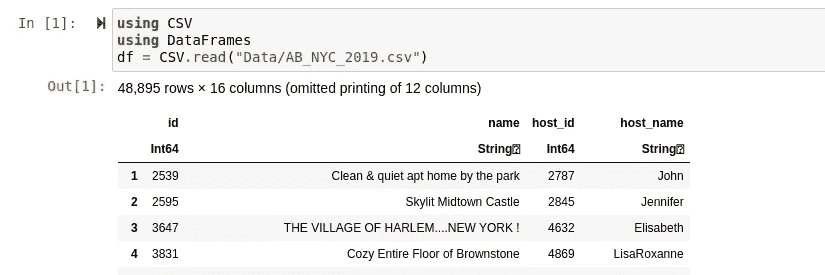 In [1]:
using CSV
using DataFrames
df = CSV.read("Data/AB_NYC_2019.csv")
Out[1]: 48,895 rows × 16 columns (omitted printing of 12 columns)
id name host_id host_name
Int64 String⍰ Int64 String⍰
1 2539 Clean & quiet apt home by the park 2787 John
2 2595 Skylit Midtown Castle 2845 Jennifer
3 3647 THE VILLAGE OF HARLEM....NEW YORK ! 4632 Elisabeth
4 3831 Cozy Entire Floor of Brownstone 4869 LisaRoxanne